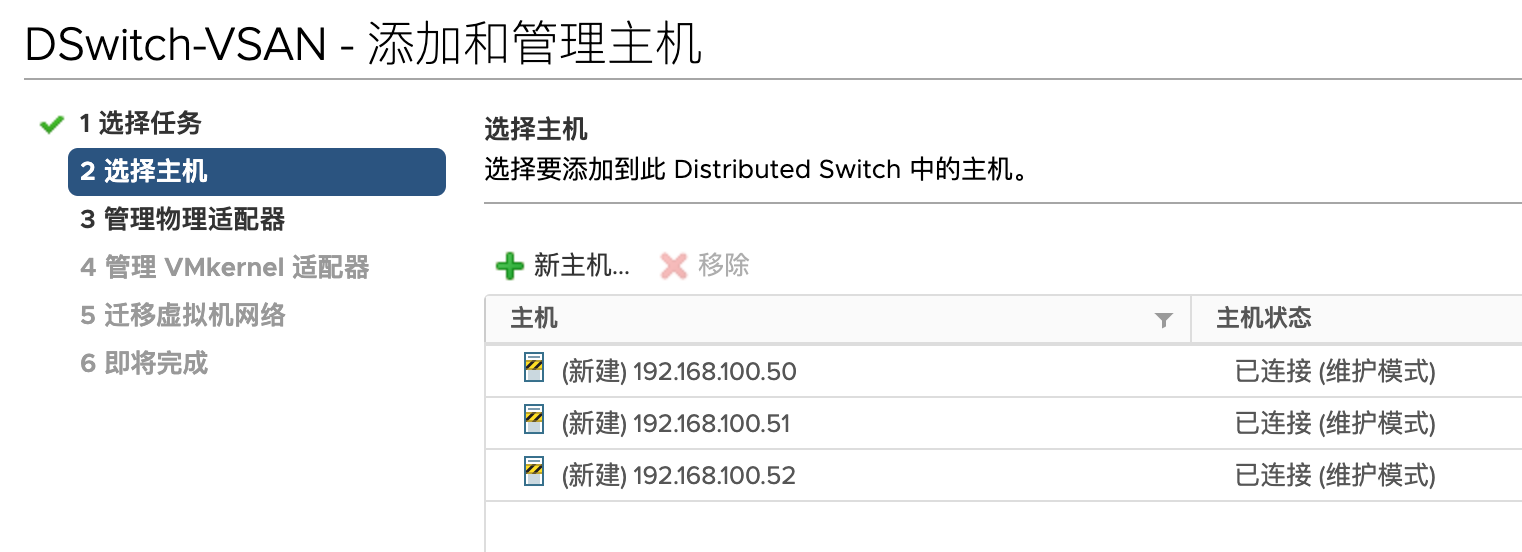 DSwitch-VSAN - 添加和管理主机
1 选择任务
2 选择主机
3 管理物理适配器
4 管理 VMkernel 适配器
5 迁移虚拟机网络
6 即将完成
选择主机
选择要添加到此 Distributed Switch 中的主机。
新主机... 移除
主机 主机状态
(新建) 192.168.100.50 已连接 (维护模式)
(新建) 192.168.100.51 已连接 (维护模式)
(新建) 192.168.100.52 已连接 (维护模式)